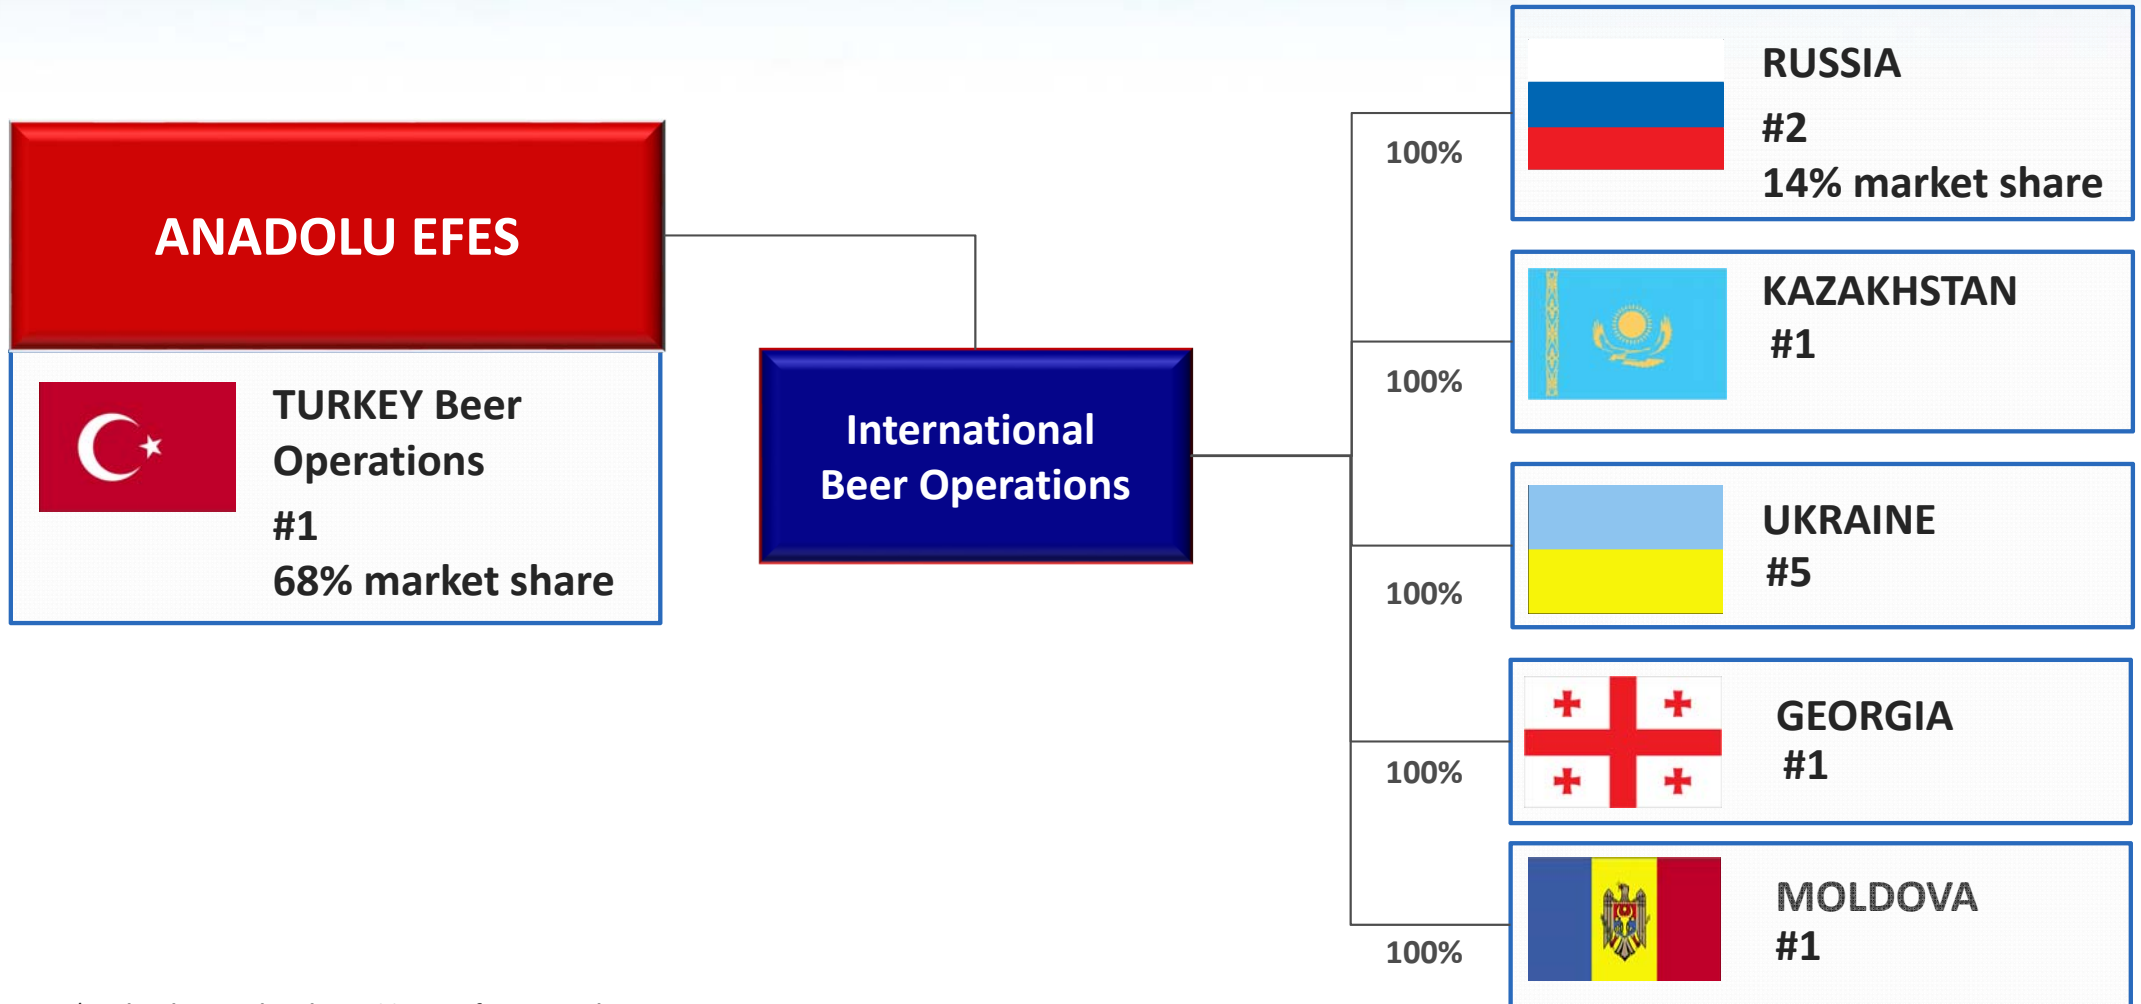 ANADOLU EFES
TURKEY Beer
Operations
#1
68% market share
International
Beer Operations
100%
RUSSIA
#2
14% market share
100%
KAZAKHSTAN
#1
100%
UKRAINE
#5
100%
GEORGIA
#1
100%
MOLDOVA
#1